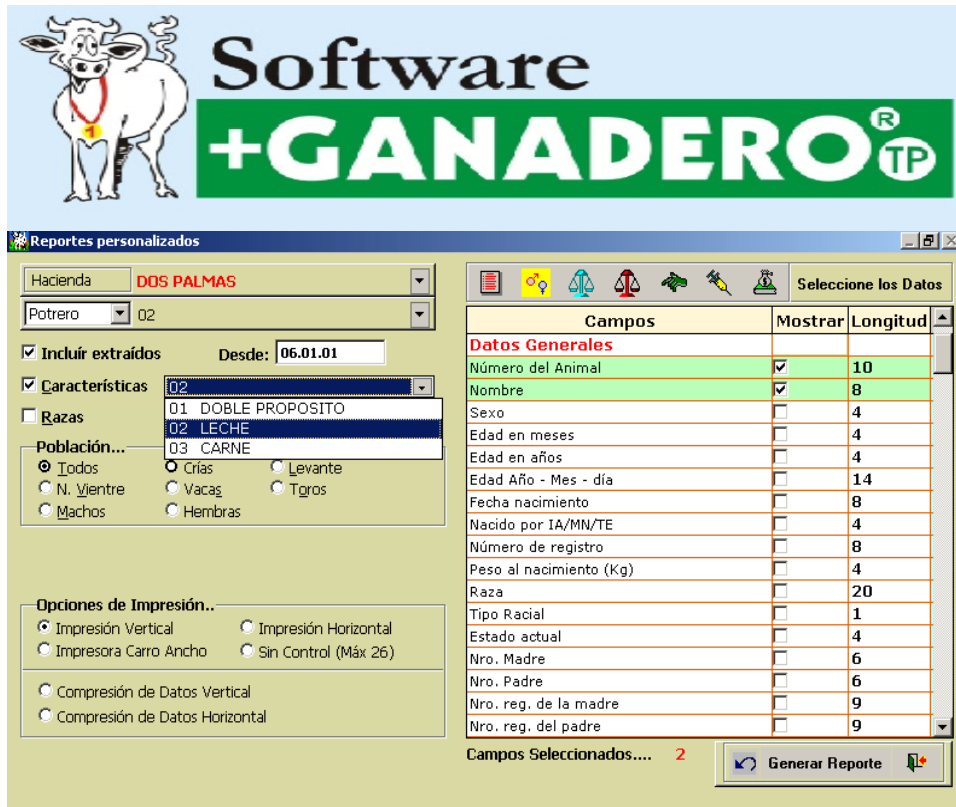 Software
+GANADERO® TP
1
Reportes personalizados
Hacienda DOS PALMAS
Potrero 02
Incluír extraídos Desde: 06.01.01
Características 02
01 DOBLE PROPOSITO
02 LECHE
03 CARNE
Razas
Población...
Todos Crías Levante
N. Vientre Vacas Toros
Machos Hembras
Opciones de Impresión..
Impresión Vertical Impresión Horizontal
Impresora Carro Ancho Sin Control (Máx 26)
Compresión de Datos Vertical
Compresión de Datos Horizontal
Seleccione los Datos
Campos Mostrar Longitud
Datos Generales
Número del Animal 10
Nombre 8
Sexo 4
Edad en meses 4
Edad en años 4
Edad Año - Mes - día 14
Fecha nacimiento 8
Nacido por IA/MN/TE 4
Número de registro 8
Peso al nacimiento (Kg) 4
Raza 20
Tipo Racial 1
Estado actual 4
Nro. Madre 6
Nro. Padre 6
Nro. reg. de la madre 9
Nro. reg. del padre 9
Campos Seleccionados.... 2
Generar Reporte